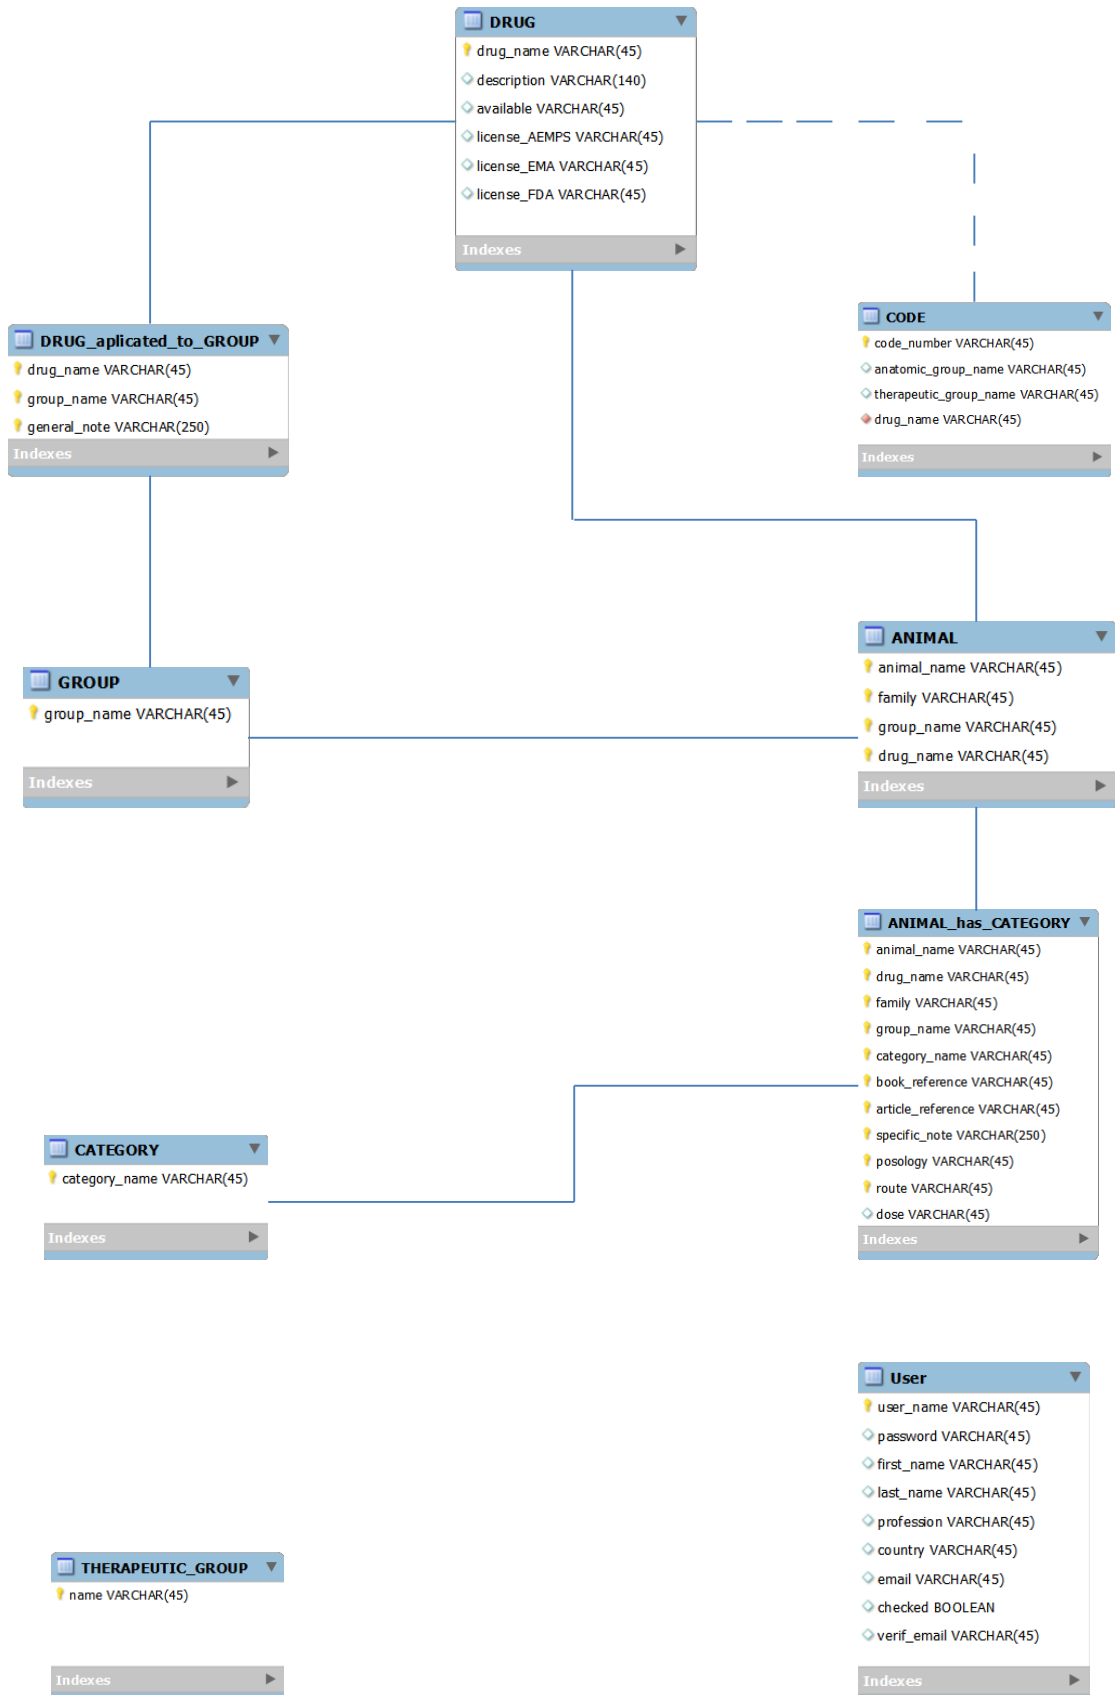 DRUG
drug_name VARCHAR(45)
description VARCHAR(140)
available VARCHAR(45)
license_AEMPS VARCHAR(45)
license_EMA VARCHAR(45)
license_FDA VARCHAR(45)
Indexes
CODE
code_number VARCHAR(45)
anatomic_group_name VARCHAR(45)
therapeutic_group_name VARCHAR(45)
drug_name VARCHAR(45)
Indexes
DRUG_aplicated_to_GROUP
drug_name VARCHAR(45)
group_name VARCHAR(45)
general_note VARCHAR(250)
Indexes
ANIMAL
animal_name VARCHAR(45)
family VARCHAR(45)
group_name VARCHAR(45)
drug_name VARCHAR(45)
Indexes
GROUP
group_name VARCHAR(45)
Indexes
ANIMAL_has_CATEGORY
animal_name VARCHAR(45)
drug_name VARCHAR(45)
family VARCHAR(45)
group_name VARCHAR(45)
category_name VARCHAR(45)
book_reference VARCHAR(45)
article_reference VARCHAR(45)
specific_note VARCHAR(250)
posology VARCHAR(45)
route VARCHAR(45)
dose VARCHAR(45)
Indexes
CATEGORY
category_name VARCHAR(45)
Indexes
User
user_name VARCHAR(45)
password VARCHAR(45)
first_name VARCHAR(45)
last_name VARCHAR(45)
profession VARCHAR(45)
country VARCHAR(45)
email VARCHAR(45)
checked BOOLEAN
verif_email VARCHAR(45)
Indexes
THERAPEUTIC_GROUP
name VARCHAR(45)
Indexes